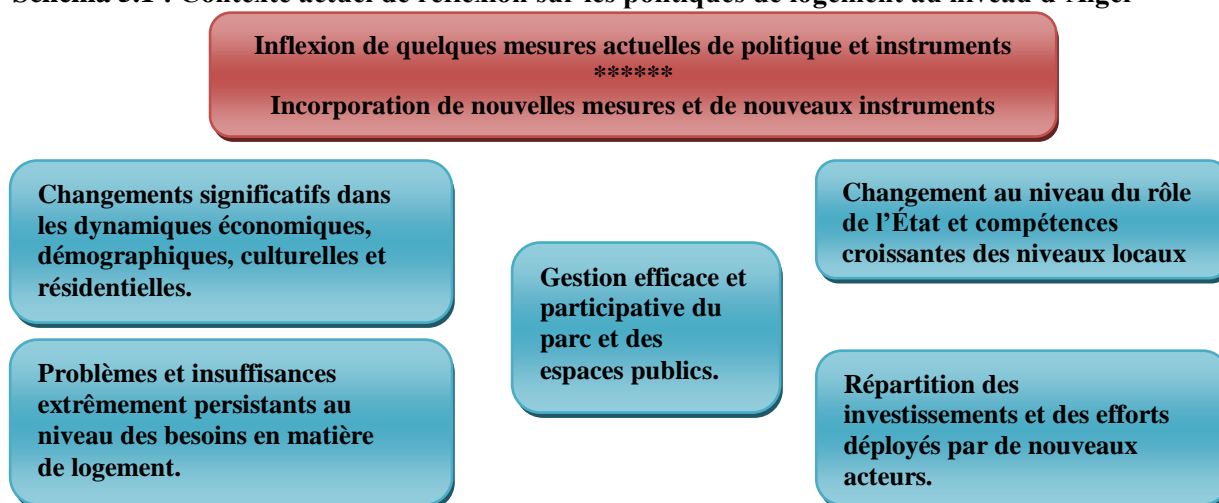 Schéma 3.1 : Contexte actuel de réflexion sur les politiques de logement au niveau d'Alger
Inflexion de quelques mesures actuelles de politique et instruments
******
Incorporation de nouvelles mesures et de nouveaux instruments
Changements significatifs dans
les dynamiques économiques,
démographiques, culturelles et
résidentielles.
Problèmes et insuffisances
extrêmement persistants au
niveau des besoins en matière
de logement.
Gestion efficace et
participative du
parc et des
espaces publics.
Changement au niveau du rôle
de l’État et compétences
croissantes des niveaux locaux
Répartition des
investissements et des efforts
déployés par de nouveaux
acteurs.